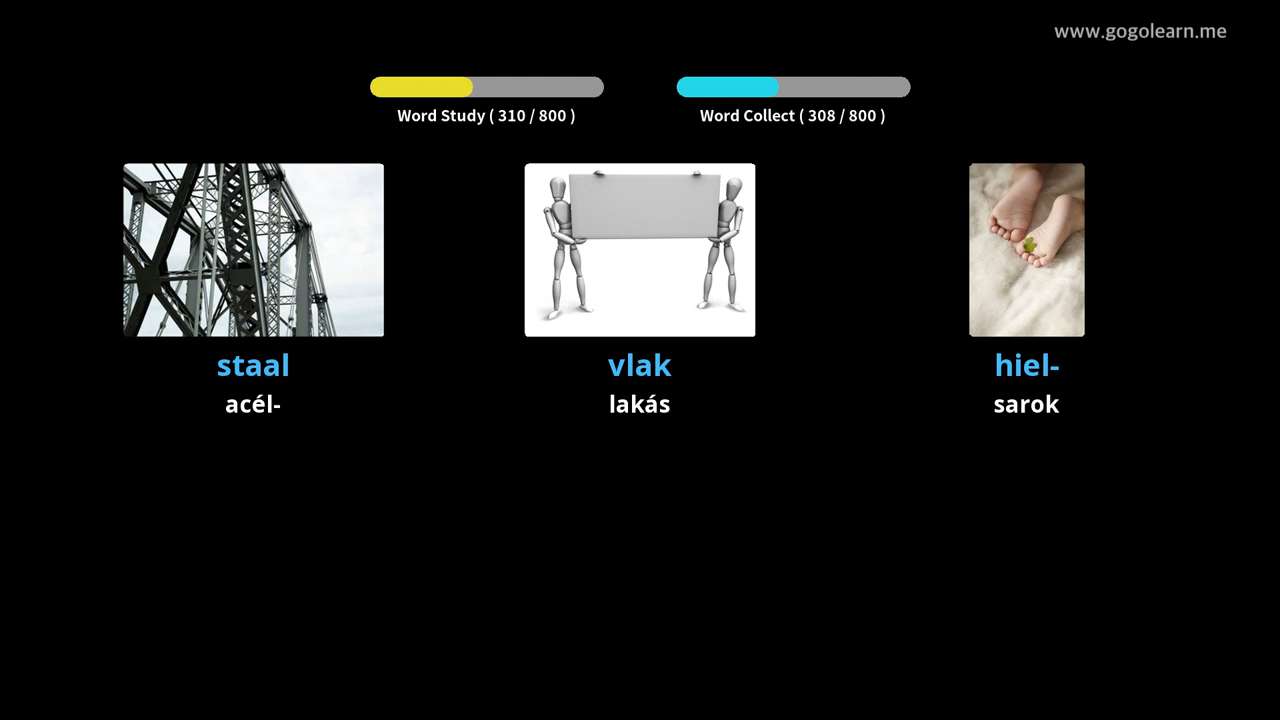 www.gogolearn.me
Word Study ( 310 / 800 )
Word Collect ( 308 / 800 )
staal
acél-
vlak
lakás
hiel-
sarok